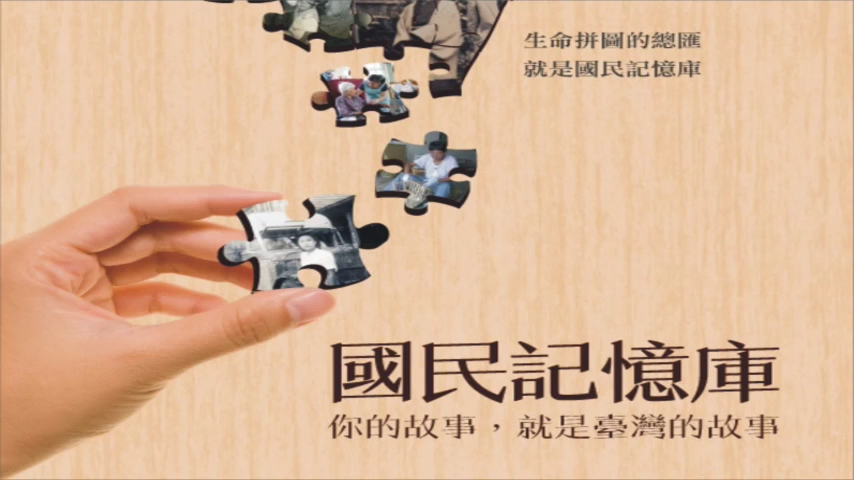 生命拼圖的總匯
就是國民記憶庫
國民記憶庫
你的故事，就是臺灣的故事